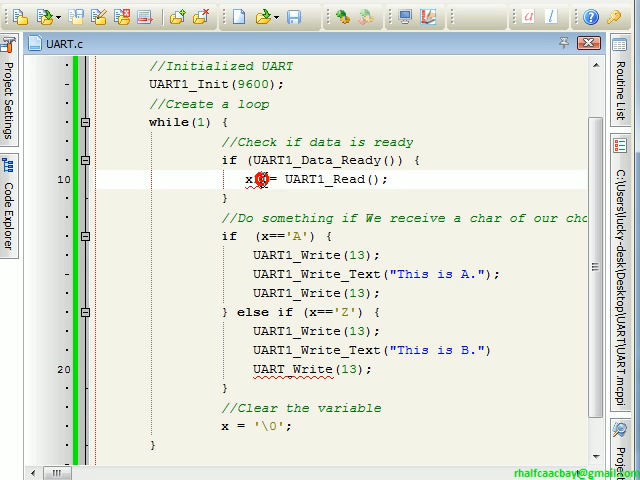 UART.c
//Initialized UART
UART1_Init(9600);
//Create a loop
while(1) {
//Check if data is ready
if (UART1_Data_Ready()) {
10
= UART1_Read();
}
//Do something if We receive a char of our cho
if (x=='A') {
UART1_Write(13);
UART1_Write_Text("This is A.");
UART1_Write(13);
} else if (x=='Z') {
UART1_Write(13);
UART1_Write_Text("This is B.")
20
UART_Write(13);
}
//Clear the variable
x = '\0';
}
Project Settings
Code Explorer
Routine List
C:\Users\lucky-desk\Desktop\UART\UART.mcppi
Project
rhalfcaacbay@gmail.com